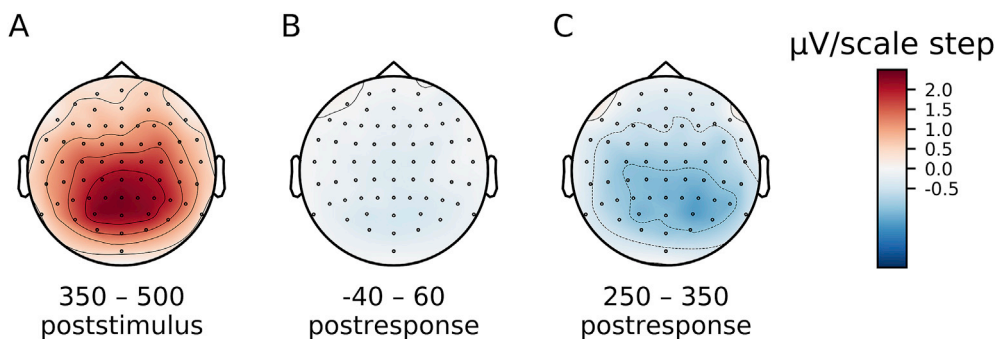 A
B
C
µV/scale step
2.0
1.5
1.0
0.5
0.0
-0.5
350 – 500
poststimulus
-40 – 60
postresponse
250 – 350
postresponse